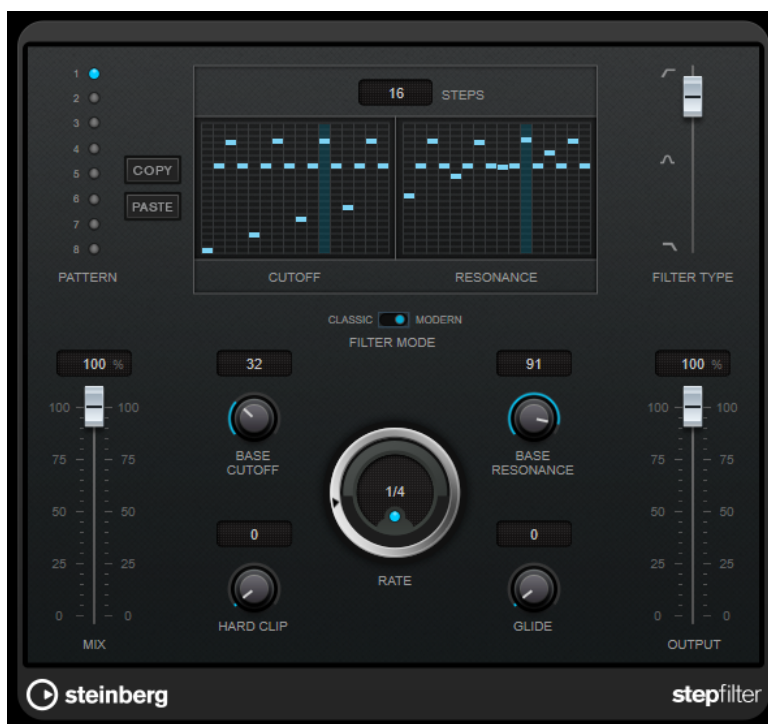 1
2
3
4
5
6
7
8
PATTERN
COPY
PASTE
16 STEPS
CUTOFF
RESONANCE
FILTER TYPE
CLASSIC MODERN
FILTER MODE
100 %
32
91
100 %
100 100
75 75
50 50
25 25
0 0
MIX
BASE
CUTOFF
0
HARD CLIP
1/4
RATE
BASE
RESONANCE
0
GLIDE
100 100
75 75
50 50
25 25
0 0
OUTPUT
steinberg
stepfilter